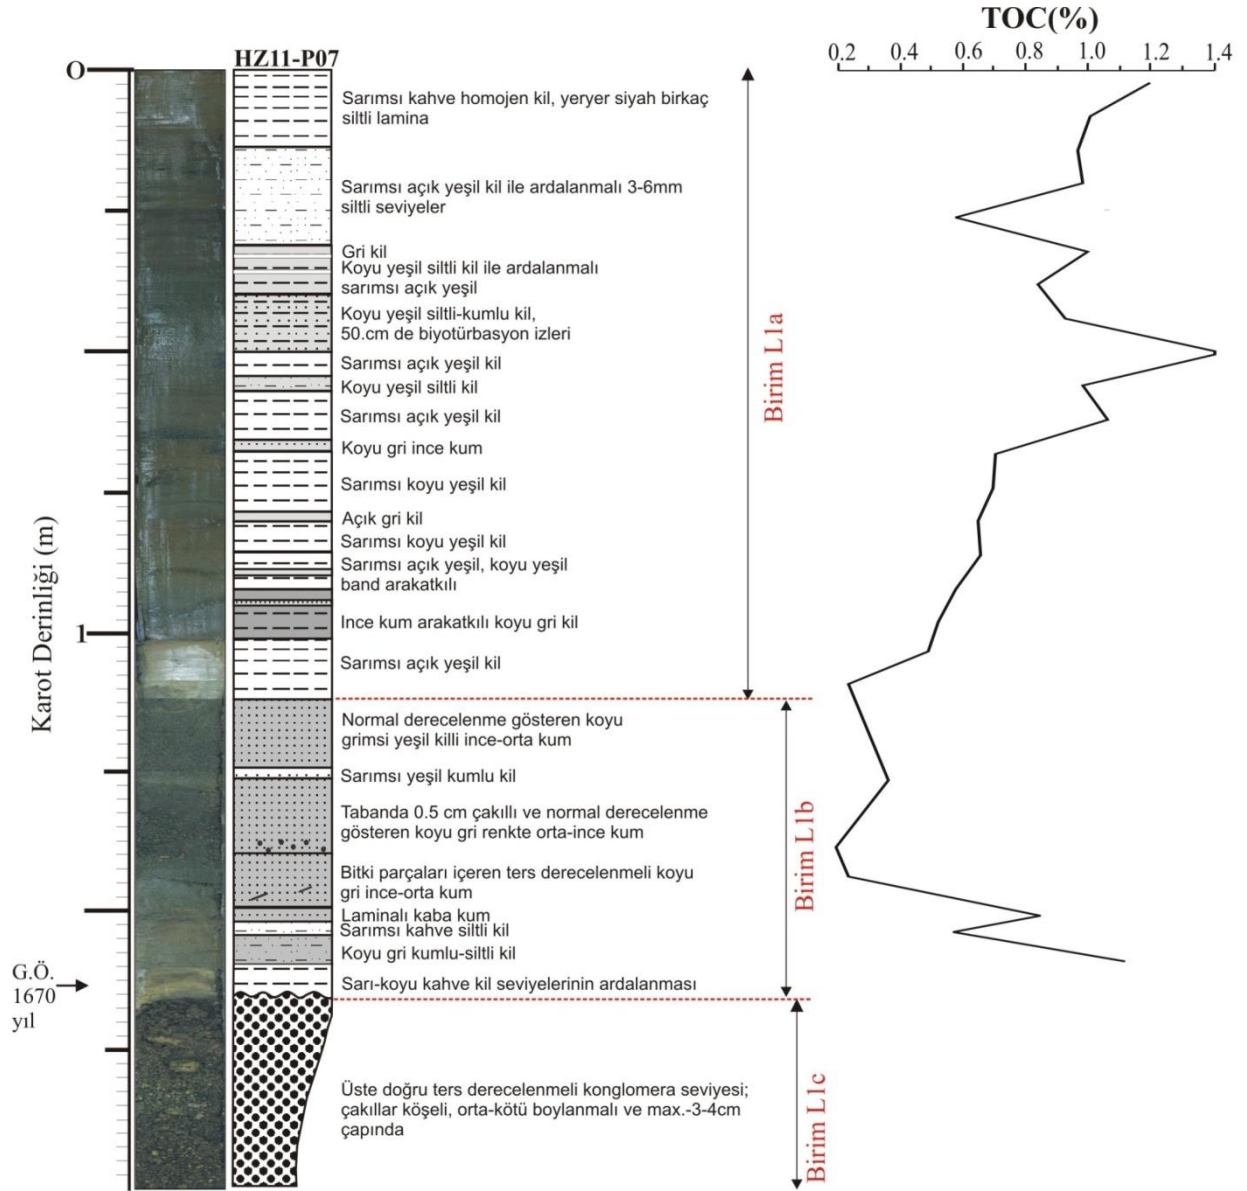 TOC(%)
HZ11-P07
0.2 0.4 0.6 0.8 1.0 1.2 1.4
O
Sarımsı kahve homojen kil, yeryer siyah birkaç
siltli lamina
Sarımsı açık yeşil kil ile ardalanmalı 3-6mm
siltli seviyeler
Gri kil
Koyu yeşil siltli kil ile ardalanmalı
sarımsı açık yeşil
Koyu yeşil siltli-kumlu kil,
50.cm de biyotürbasyon izleri
Sarımsı açık yeşil kil
Koyu yeşil siltli kil
Sarımsı açık yeşil kil
Koyu gri ince kum
Sarımsı koyu yeşil kil
Açık gri kil
Sarımsı koyu yeşil kil
Sarımsı açık yeşil, koyu yeşil
band arakatkılı
Ince kum arakatkılı koyu gri kil
Sarımsı açık yeşil kil
Birim L1a
Karot Derinliği (m)
1
Normal derecelenme gösteren koyu
grimsi yeşil killi ince-orta kum
Sarımsı yeşil kumlu kil
Tabanda 0.5 cm çakıllı ve normal derecelenme
gösteren koyu gri renkte orta-ince kum
Bitki parçaları içeren ters derecelenmeli koyu
gri ince-orta kum
Laminalı kaba kum
Sarımsı kahve siltli kil
Koyu gri kumlu-siltli kil
Sarı-koyu kahve kil seviyelerinin ardalanması
Birim L1b
G.Ö.
1670
yıl
Üste doğru ters derecelenmeli konglomera seviyesi;
çakıllar köşeli, orta-kötü boylanmalı ve max.-3-4cm
çapında
Birim L1c